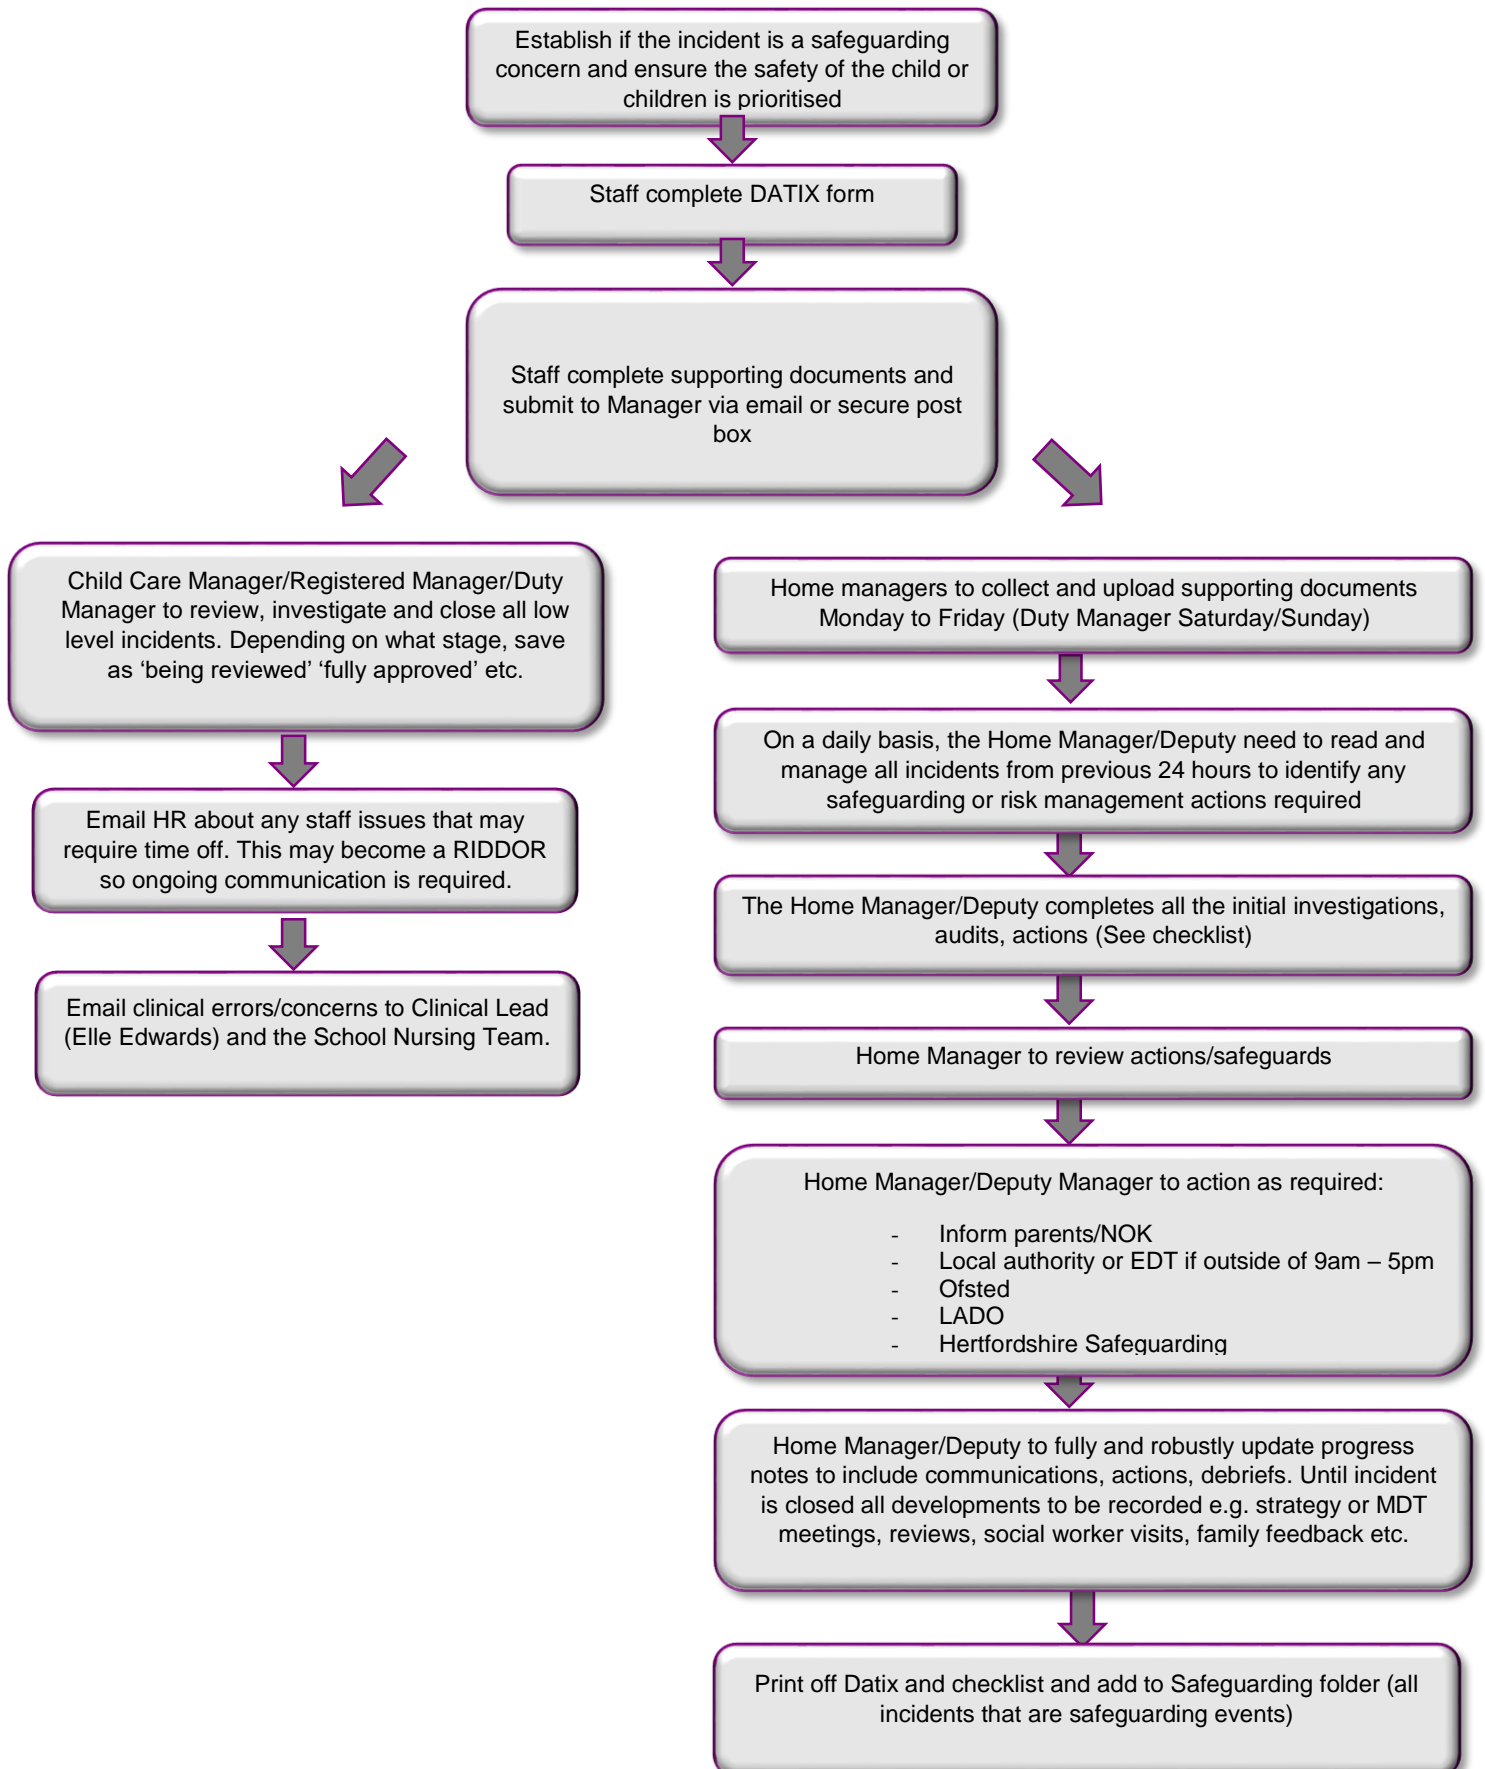 Establish if the incident is a safeguarding
concern and ensure the safety of the child or
children is prioritised
Staff complete DATIX form
Staff complete supporting documents and
submit to Manager via email or secure post
box
Child Care Manager/Registered Manager/Duty
Manager to review, investigate and close all low
level incidents. Depending on what stage, save
as ‘being reviewed’ ‘fully approved’ etc.
Email HR about any staff issues that may
require time off. This may become a RIDDOR
so ongoing communication is required.
Email clinical errors/concerns to Clinical Lead
(Elle Edwards) and the School Nursing Team.
Home managers to collect and upload supporting documents
Monday to Friday (Duty Manager Saturday/Sunday)
On a daily basis, the Home Manager/Deputy need to read and
manage all incidents from previous 24 hours to identify any
safeguarding or risk management actions required
The Home Manager/Deputy completes all the initial investigations,
audits, actions (See checklist)
Home Manager to review actions/safeguards
Home Manager/Deputy Manager to action as required:
- Inform parents/NOK
- Local authority or EDT if outside of 9am – 5pm
- Ofsted
- LADO
- Hertfordshire Safeguarding
Home Manager/Deputy to fully and robustly update progress
notes to include communications, actions, debriefs. Until incident
is closed all developments to be recorded e.g. strategy or MDT
meetings, reviews, social worker visits, family feedback etc.
Print off Datix and checklist and add to Safeguarding folder (all
incidents that are safeguarding events)